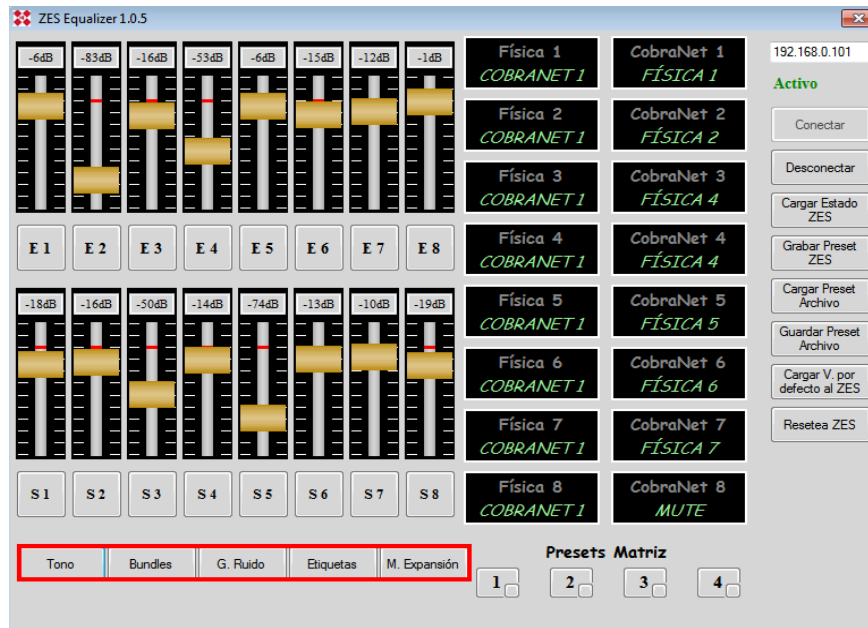 ZES Equalizer 1.0.5
-6dB -83dB -16dB -53dB -6dB -15dB -12dB -1dB
E 1 E 2 E 3 E 4 E 5 E 6 E 7 E 8
-18dB -16dB -50dB -14dB -74dB -13dB -10dB -19dB
S 1 S 2 S 3 S 4 S 5 S 6 S 7 S 8
Tono Bundles G. Ruido Etiquetas M. Expansión
Física 1
COBRANET 1
Física 2
COBRANET 1
Física 3
COBRANET 1
Física 4
COBRANET 1
Física 5
COBRANET 1
Física 6
COBRANET 1
Física 7
COBRANET 1
Física 8
COBRANET 1
CobraNet 1
FÍSICA 1
CobraNet 2
FÍSICA 2
CobraNet 3
FÍSICA 4
CobraNet 4
FÍSICA 4
CobraNet 5
FÍSICA 5
CobraNet 6
FÍSICA 6
CobraNet 7
FÍSICA 7
CobraNet 8
MUTE
Presets Matriz
1 2 3 4
192.168.0.101
Activo
Conectar
Desconectar
Cargar Estado
ZES
Grabar Preset
ZES
Cargar Preset
Archivo
Guardar Preset
Archivo
Cargar V. por
defecto al ZES
Resetea ZES